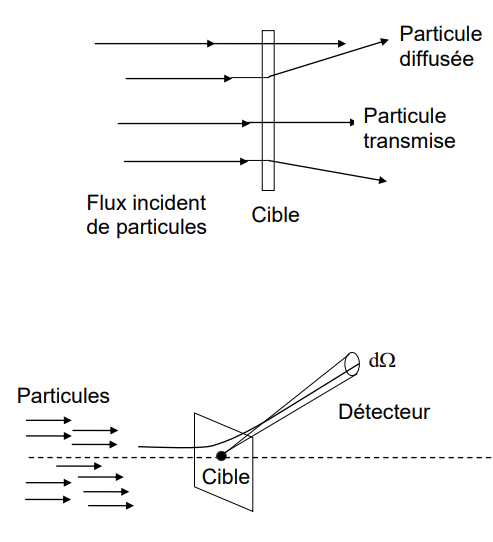 Particule
diffusée
Particule
transmise
Flux incident
de particules
Cible
dΩ
Particules
Détecteur
Cible